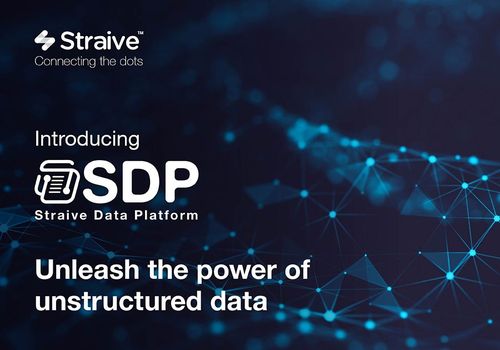 Straive™
Connecting the dots
Introducing
SDP
Straive Data Platform
Unleash the power of
unstructured data